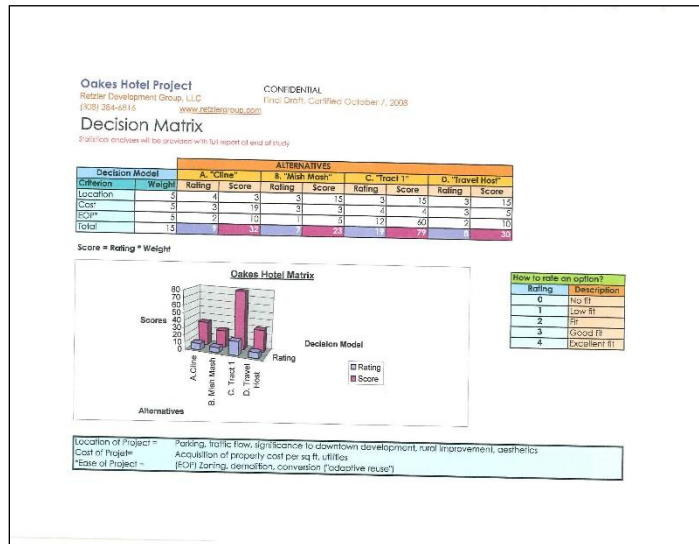 Oakes Hotel Project
CONFIDENTIAL
Retzler Development Group, LLC
Final Draft, Certified October 7, 2008
(308) 284-6816 www.retzlergroup.com
Decision Matrix
Statistical analyses will be provided with full report at end of study
ALTERNATIVES
Decision Model A. "Cline" B. "Mish Mash" C. "Tract 1" D. "Travel Host"
Criterion Weight Rating Score Rating Score Rating Score Rating Score
Location 5 4 3 3 15 3 15 3 15
Cost 5 3 19 3 3 4 4 3 5
EOP* 5 2 10 1 5 12 60 2 10
Total 15 9 32 7 23 19 79 8 30
Score = Rating * Weight
Oakes Hotel Matrix
80
70
60
50
40
30
20
10
0
Scores
A.Cline
B. Mish Mash
C. Tract 1
D. Travel
Host
Rating
Decision Model
Rating
Score
Alternatives
How to rate an option?
Rating Description
0 No fit
1 Low fit
2 Fit
3 Good fit
4 Excellent fit
Location of Project = Parking, traffic flow, significance to downtown development, rural improvement, aesthetics
Cost of Projet= Acquisition of property cost per sq ft, utilities
*Ease of Project = (EOP) Zoning, demolition, conversion ("adaptive reuse")